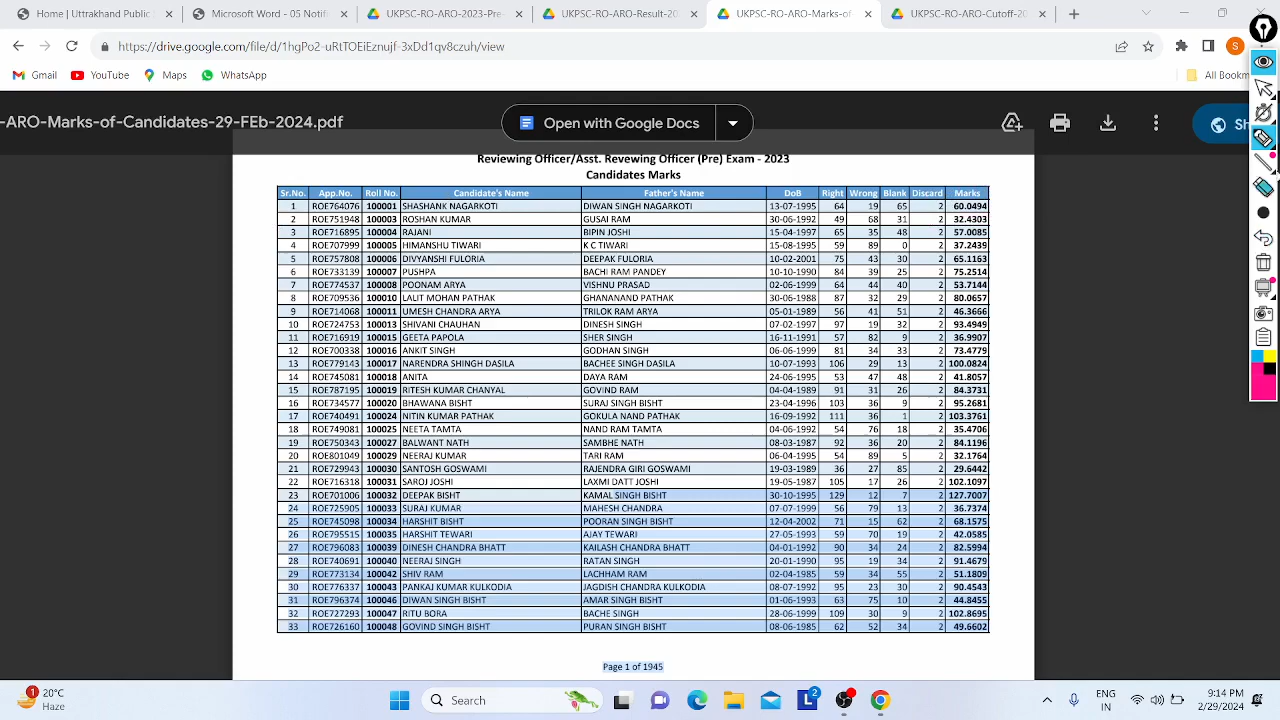 Home | Uttrakhand Public Se
Microsoft Word - 05 Notifi
UKPSC-RO-ARO-2023-Pre-
UKPSC-RO-ARO-Result-20
UKPSC-RO-ARO-Marks-of-
UKPSC-RO-ARO-Cutoff-20
https://drive.google.com/file/d/1hgPo2-uRtTOEiEznujf-3xDd1qv8czuh/view
S
Gmail YouTube Maps WhatsApp All Bookm
-ARO-Marks-of-Candidates-29-FEb-2024.pdf
Open with Google Docs
Sh
Reviewing Officer/Asst. Revewing Officer (Pre) Exam - 2023
Candidates Marks
Sr.No. App.No. Roll No. Candidate's Name Father's Name DoB Right Wrong Blank Discard Marks
1 ROE764076 100001 SHASHANK NAGARKOTI DIWAN SINGH NAGARKOTI 13-07-1995 64 19 65 2 60.0494
2 ROE751948 100003 ROSHAN KUMAR GUSAI RAM 30-06-1992 49 68 31 2 32.4303
3 ROE716895 100004 RAJANI BIPIN JOSHI 15-04-1997 65 35 48 2 57.0085
4 ROE707999 100005 HIMANSHU TIWARI K C TIWARI 15-08-1995 59 89 0 2 37.2439
5 ROE757808 100006 DIVYANSHI FULORIA DEEPAK FULORIA 10-02-2001 75 43 30 2 65.1163
6 ROE733139 100007 PUSHPA BACHI RAM PANDEY 10-10-1990 84 39 25 2 75.2514
7 ROE774537 100008 POONAM ARYA VISHNU PRASAD 02-06-1999 64 44 40 2 53.7144
8 ROE709536 100010 LALIT MOHAN PATHAK GHANANAND PATHAK 30-06-1988 87 32 29 2 80.0657
9 ROE714068 100011 UMESH CHANDRA ARYA TRILOK RAM ARYA 05-01-1989 56 41 51 2 46.3666
10 ROE724753 100013 SHIVANI CHAUHAN DINESH SINGH 07-02-1997 97 19 32 2 93.4949
11 ROE716919 100015 GEETA PAPOLA SHER SINGH 16-11-1991 57 82 9 2 36.9907
12 ROE700338 100016 ANKIT SINGH GODHAN SINGH 06-06-1999 81 34 33 2 73.4779
13 ROE779143 100017 NARENDRA SHINGH DASILA BACHEE SINGH DASILA 10-07-1993 106 29 13 2 100.0824
14 ROE745081 100018 ANITA DAYA RAM 24-06-1995 53 47 48 2 41.8057
15 ROE787195 100019 RITESH KUMAR CHANYAL GOVIND RAM 04-04-1989 91 31 26 2 84.3731
16 ROE734577 100020 BHAWANA BISHT SURAJ SINGH BISHT 23-04-1996 103 36 9 2 95.2681
17 ROE740491 100024 NITIN KUMAR PATHAK GOKULA NAND PATHAK 16-09-1992 111 36 1 2 103.3761
18 ROE749081 100025 NEETA TAMTA NAND RAM TAMTA 04-06-1992 54 76 18 2 35.4706
19 ROE750343 100027 BALWANT NATH SAMBHE NATH 08-03-1987 92 36 20 2 84.1196
20 ROE801049 100029 NEERAJ KUMAR TARI RAM 06-04-1995 54 89 5 2 32.1764
21 ROE729943 100030 SANTOSH GOSWAMI RAJENDRA GIRI GOSWAMI 19-03-1989 36 27 85 2 29.6442
22 ROE716318 100031 SAROJ JOSHI LAXMI DATT JOSHI 19-05-1987 105 17 26 2 102.1097
23 ROE701006 100032 DEEPAK BISHT KAMAL SINGH BISHT 30-10-1995 129 12 7 2 127.7007
24 ROE725905 100033 SURAJ KUMAR MAHESH CHANDRA 07-07-1999 56 79 13 2 36.7374
25 ROE745098 100034 HARSHIT BISHT POORAN SINGH BISHT 12-04-2002 71 15 62 2 68.1575
26 ROE795515 100035 HARSHIT TEWARI AJAY TEWARI 27-05-1993 59 70 19 2 42.0585
27 ROE796083 100039 DINESH CHANDRA BHATT KAILASH CHANDRA BHATT 04-01-1992 90 34 24 2 82.5994
28 ROE740691 100040 NEERAJ SINGH RATAN SINGH 20-01-1990 95 19 34 2 91.4679
29 ROE773134 100042 SHIV RAM LACHHAM RAM 02-04-1985 59 34 55 2 51.1809
30 ROE776337 100043 PANKAJ KUMAR KULKODIA JAGDISH CHANDRA KULKODIA 08-07-1992 95 23 30 2 90.4543
31 ROE796374 100046 DIWAN SINGH BISHT AMAR SINGH BISHT 01-06-1993 63 75 10 2 44.8455
32 ROE727293 100047 RITU BORA BACHE SINGH 28-06-1999 109 30 9 2 102.8695
33 ROE726160 100048 GOVIND SINGH BISHT PURAN SINGH BISHT 08-06-1985 62 52 34 2 49.6602
Page 1 of 1945
1 20°C
Haze
Search
L 2
ENG
IN
9:14 PM
2/29/2024